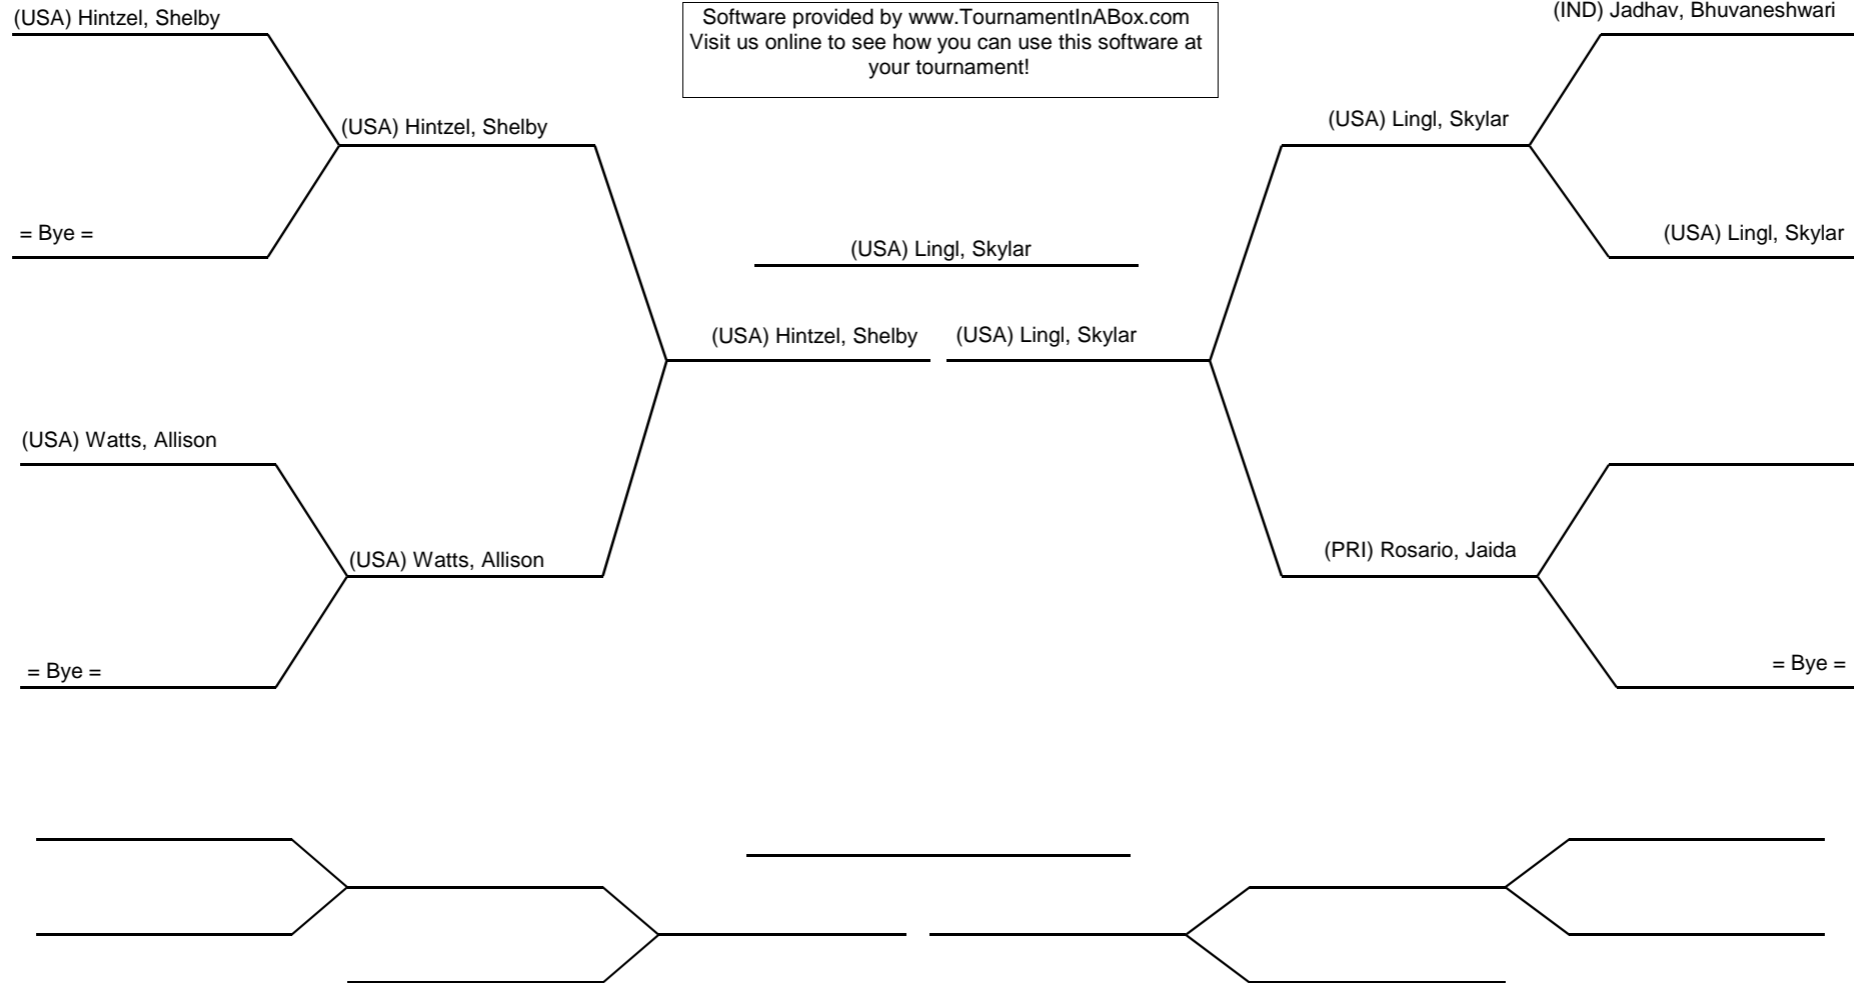 (USA) Hintzel, Shelby
Software provided by www.TournamentInABox.com
Visit us online to see how you can use this software at
your tournament!
(IND) Jadhav, Bhuvaneshwari
(USA) Hintzel, Shelby
(USA) Lingl, Skylar
= Bye =
(USA) Lingl, Skylar
(USA) Lingl, Skylar
(USA) Hintzel, Shelby
(USA) Lingl, Skylar
(USA) Watts, Allison
(USA) Watts, Allison
(PRI) Rosario, Jaida
= Bye =
= Bye =